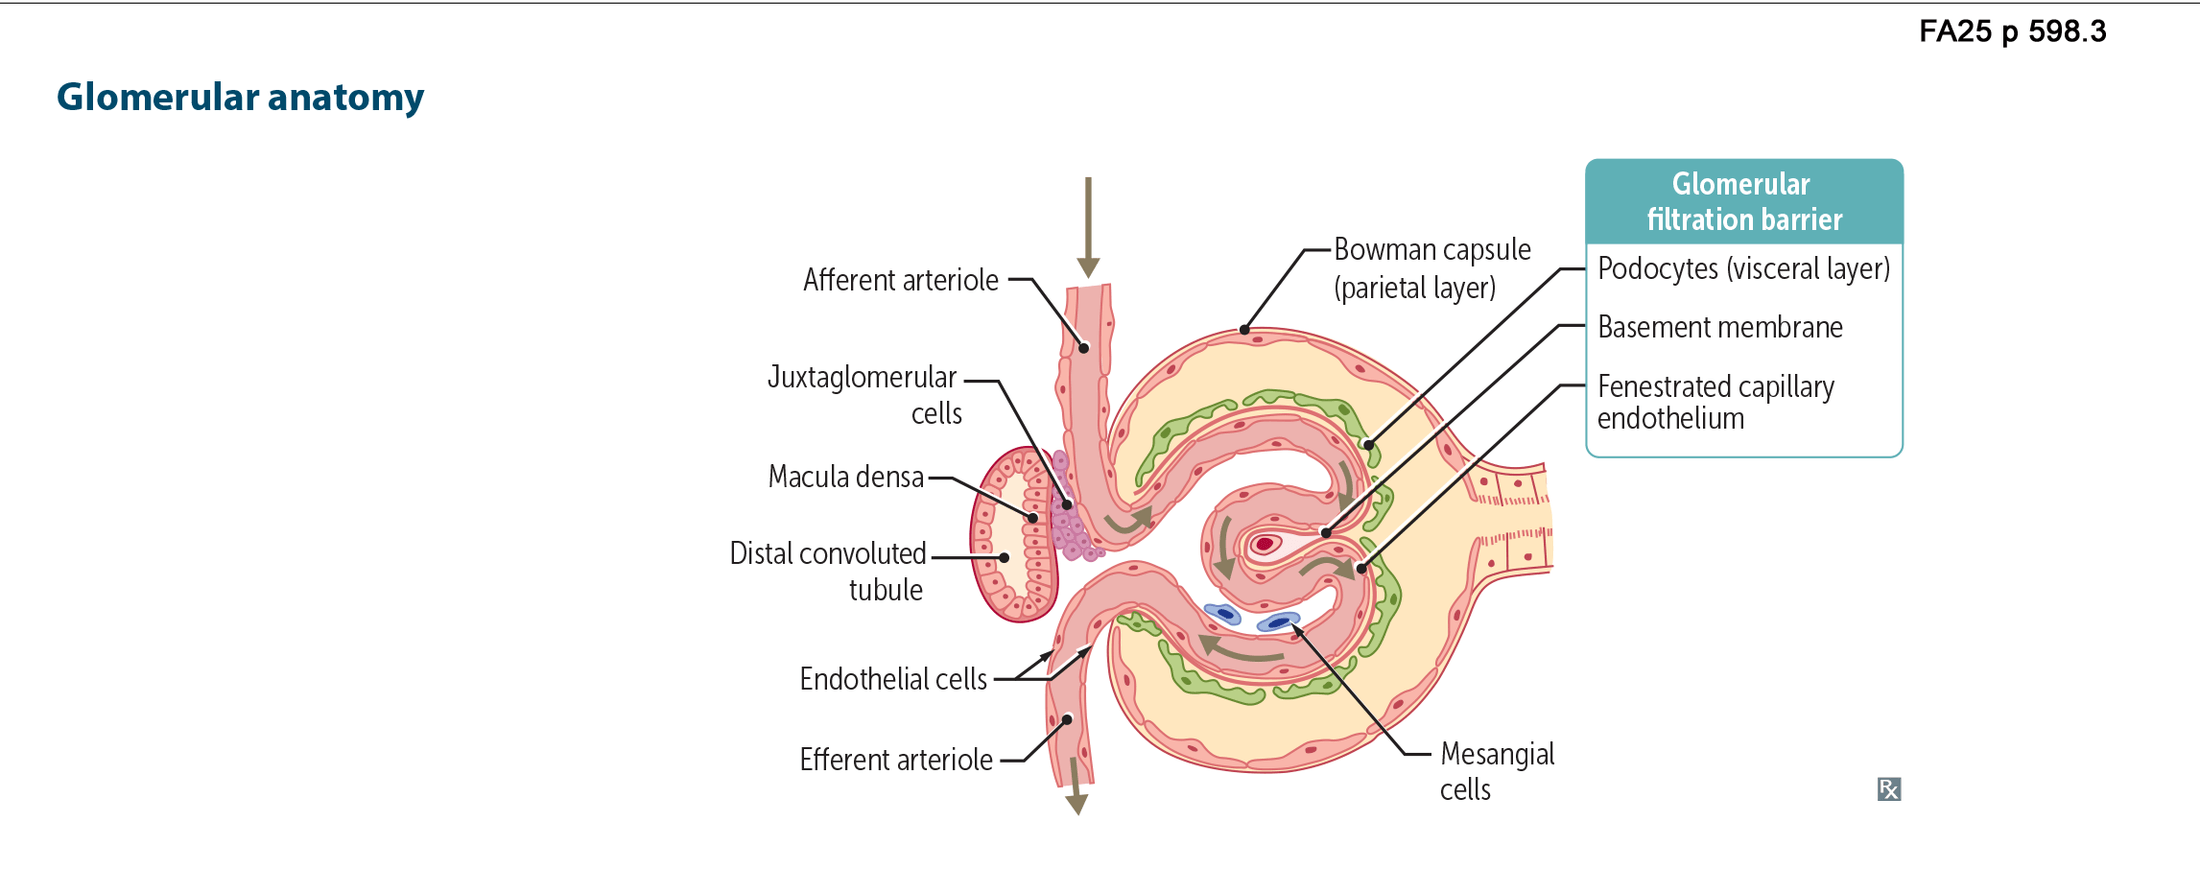 FA25 p 598.3
Glomerular anatomy
Glomerular
filtration barrier
Podocytes (visceral layer)
Basement membrane
Fenestrated capillary
endothelium
Bowman capsule
(parietal layer)
Afferent arteriole
Juxtaglomerular
cells
Macula densa
Distal convoluted
tubule
Endothelial cells
Efferent arteriole
Mesangial
cells
Rx